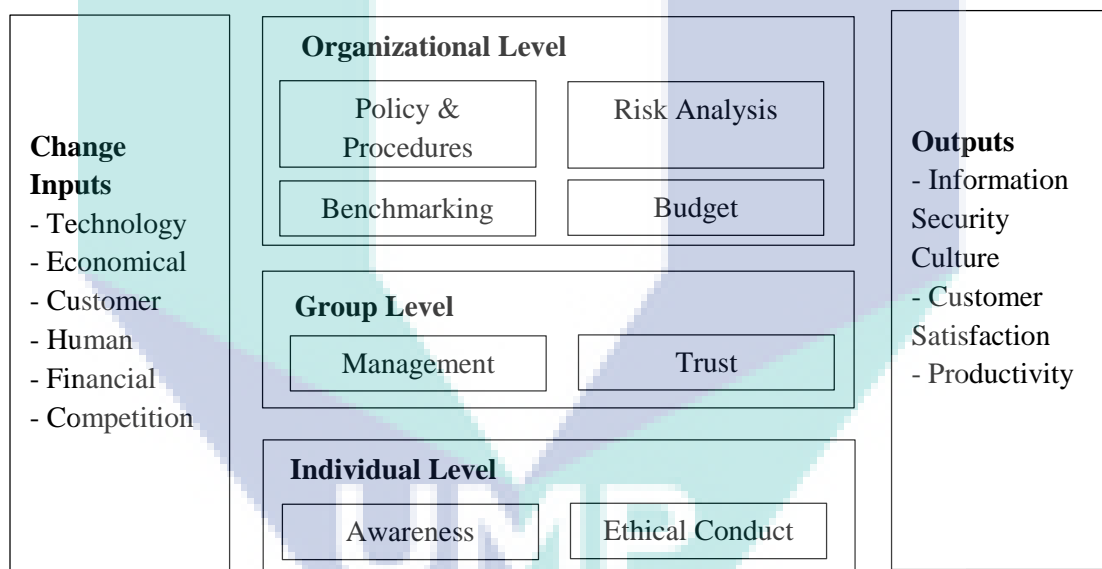 Change
Inputs
- Technology
- Economical
- Customer
- Human
- Financial
- Competition
Organizational Level
Policy &
Procedures
Risk Analysis
Benchmarking
Budget
Group Level
Management
Trust
Individual Level
Awareness
Ethical Conduct
Outputs
- Information
Security
Culture
- Customer
Satisfaction
- Productivity
UMP